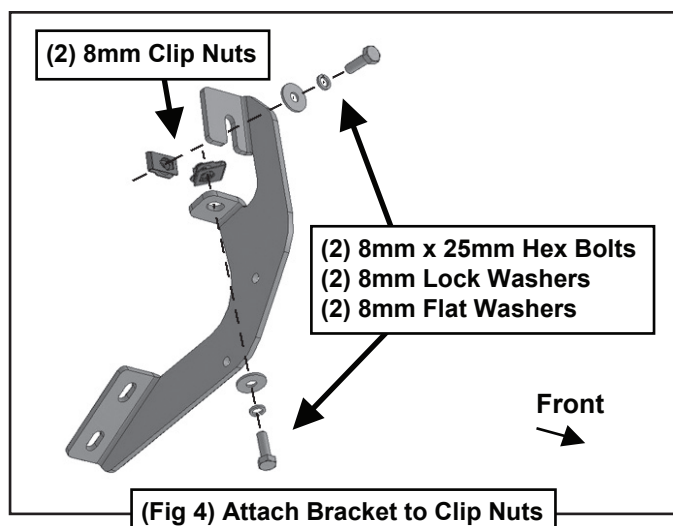 (2) 8mm Clip Nuts
(2) 8mm x 25mm Hex Bolts
(2) 8mm Lock Washers
(2) 8mm Flat Washers
Front
(Fig 4) Attach Bracket to Clip Nuts